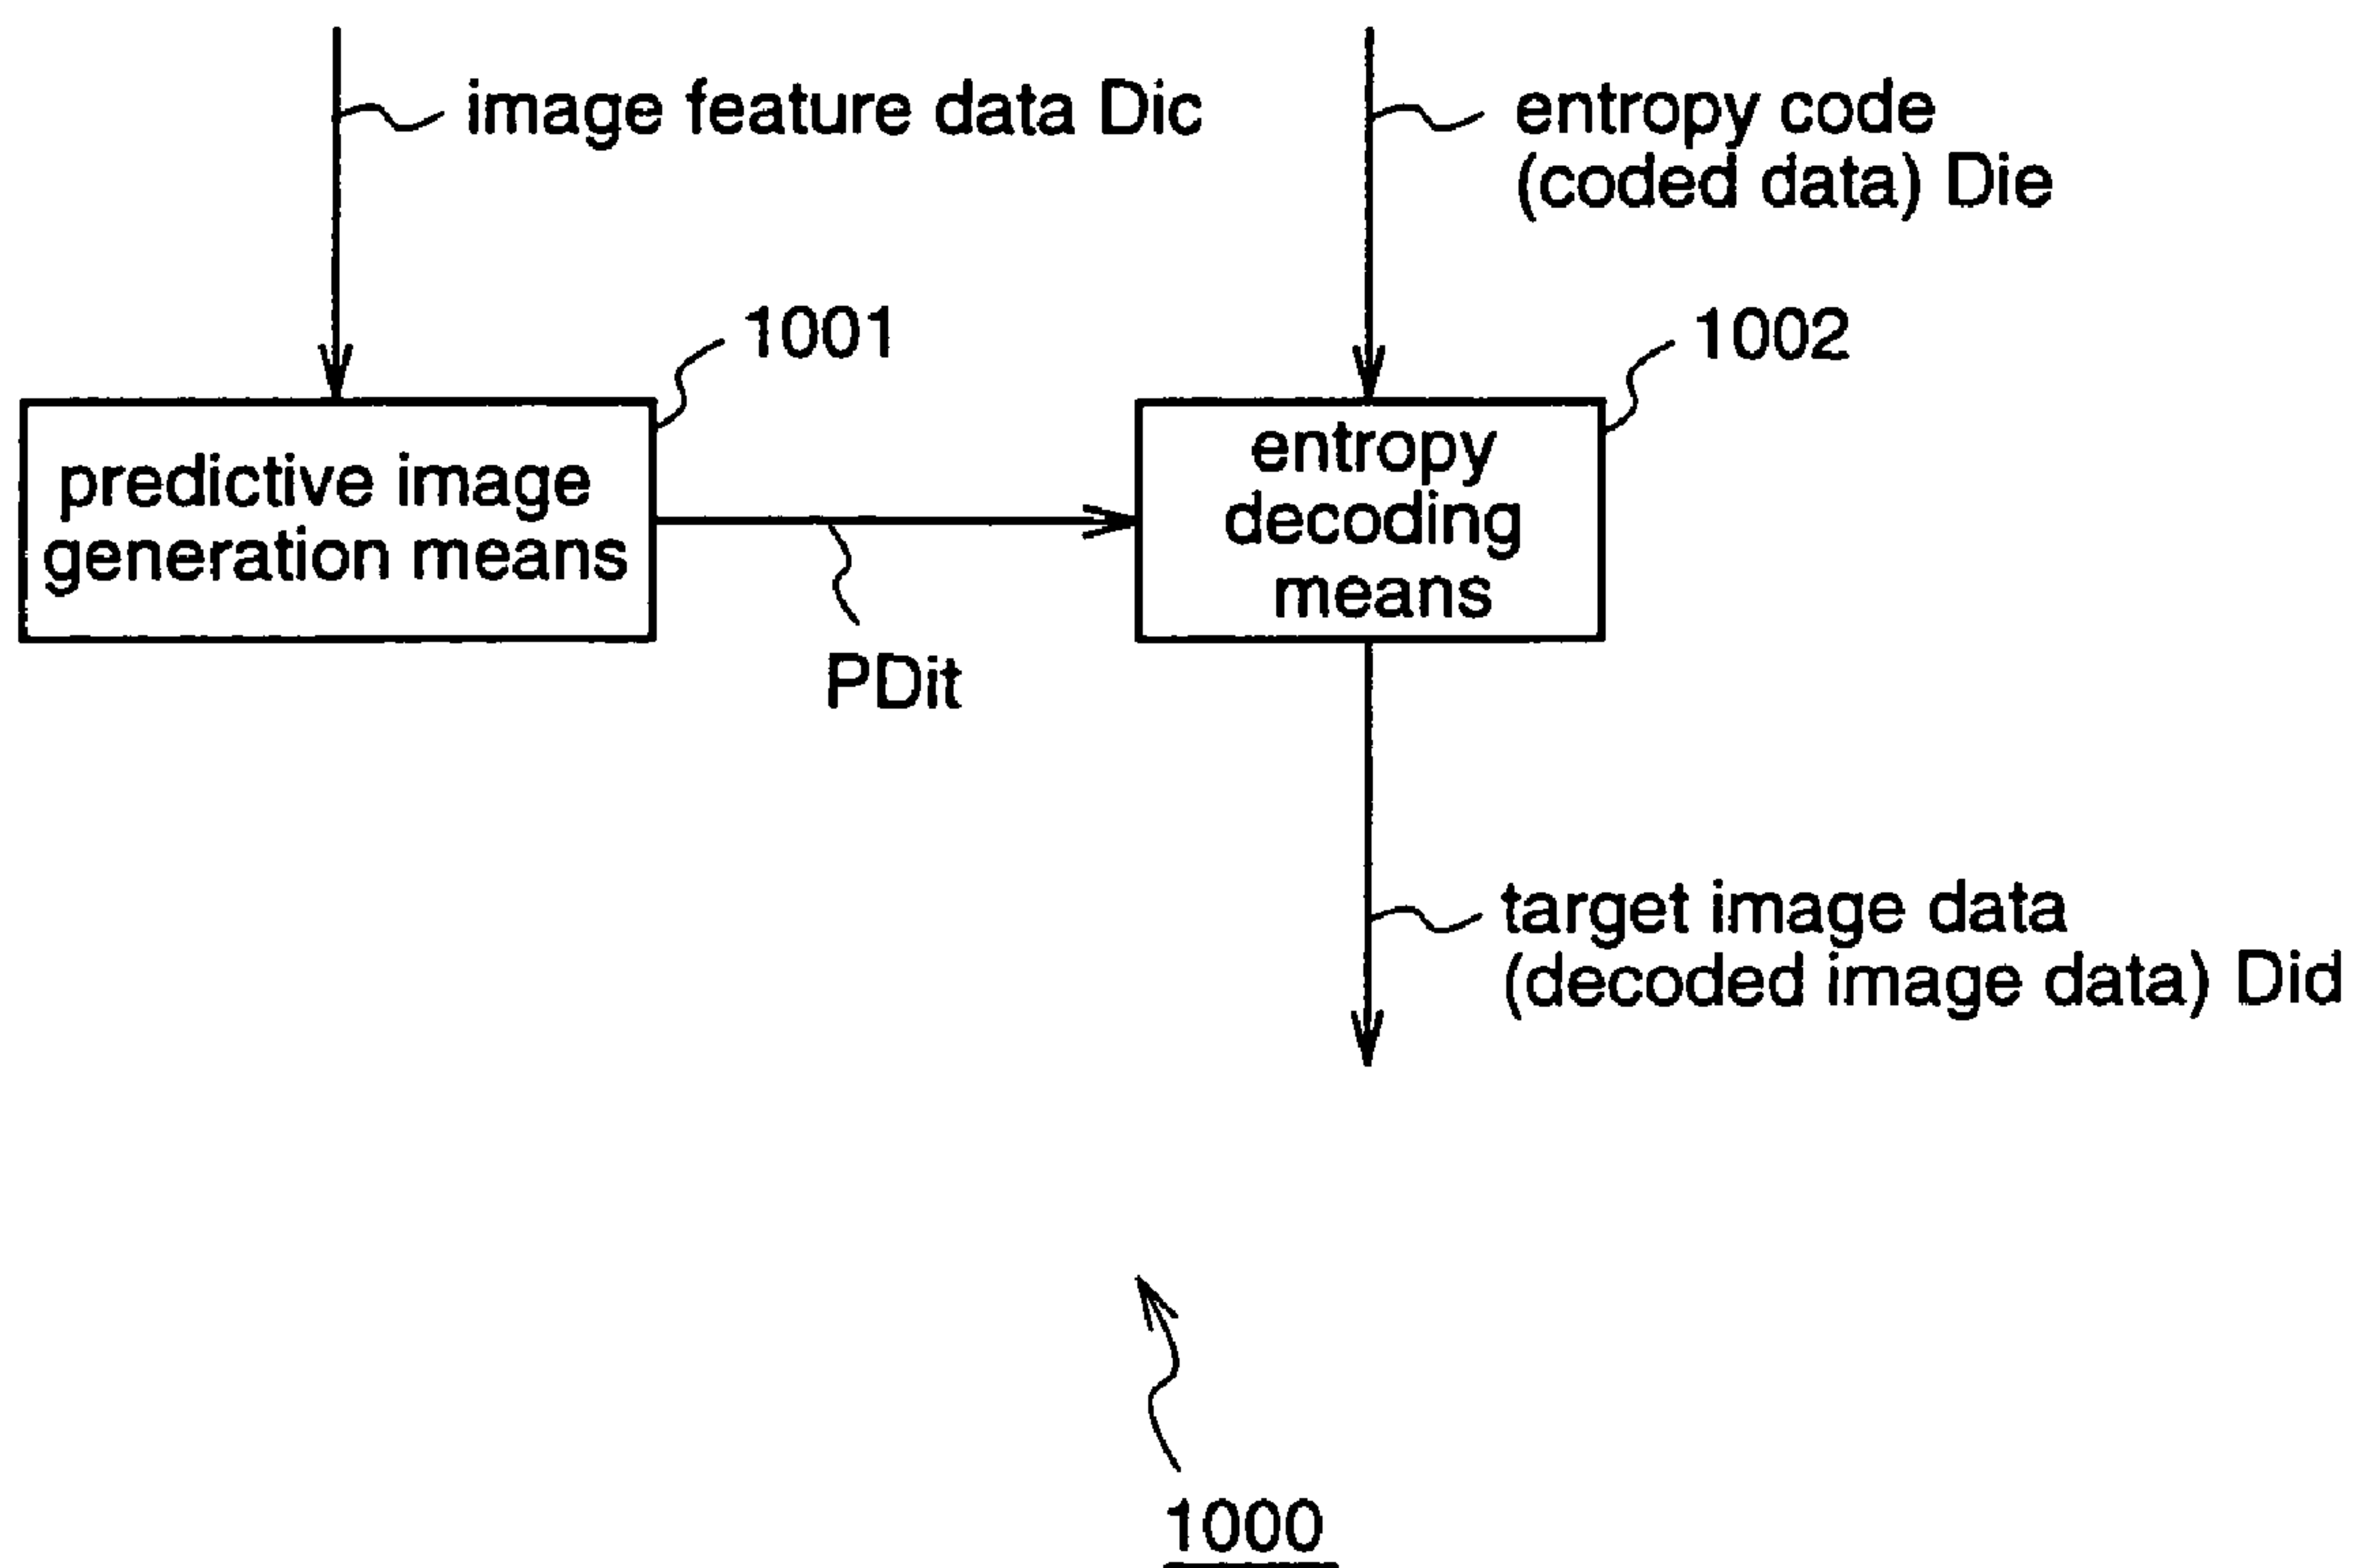 image feature data Dic
entropy code
(coded data) Die
1001
1002
predictive image
generation means
entropy
decoding
means
PDit
target image data
(decoded image data) Did
1000